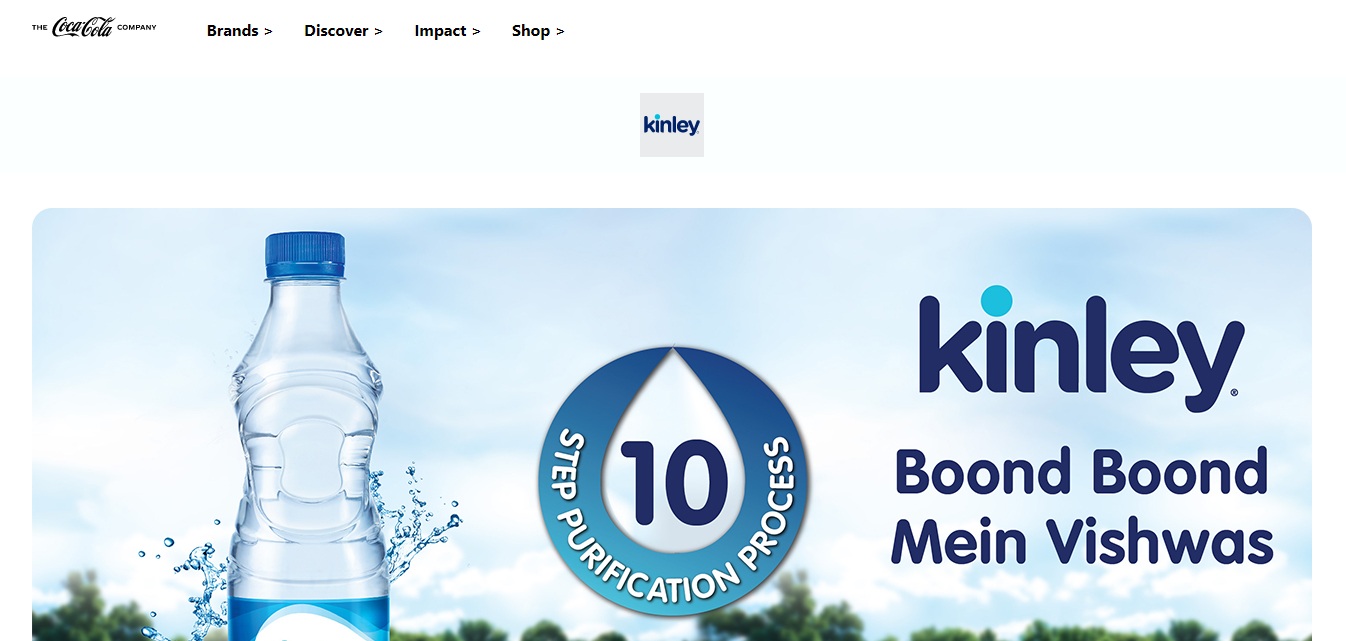 THE Coca-Cola COMPANY
Brands >
Discover >
Impact >
Shop >
kinley
kinley®
10
STEP PURIFICATION PROCESS
Boond Boond
Mein Vishwas